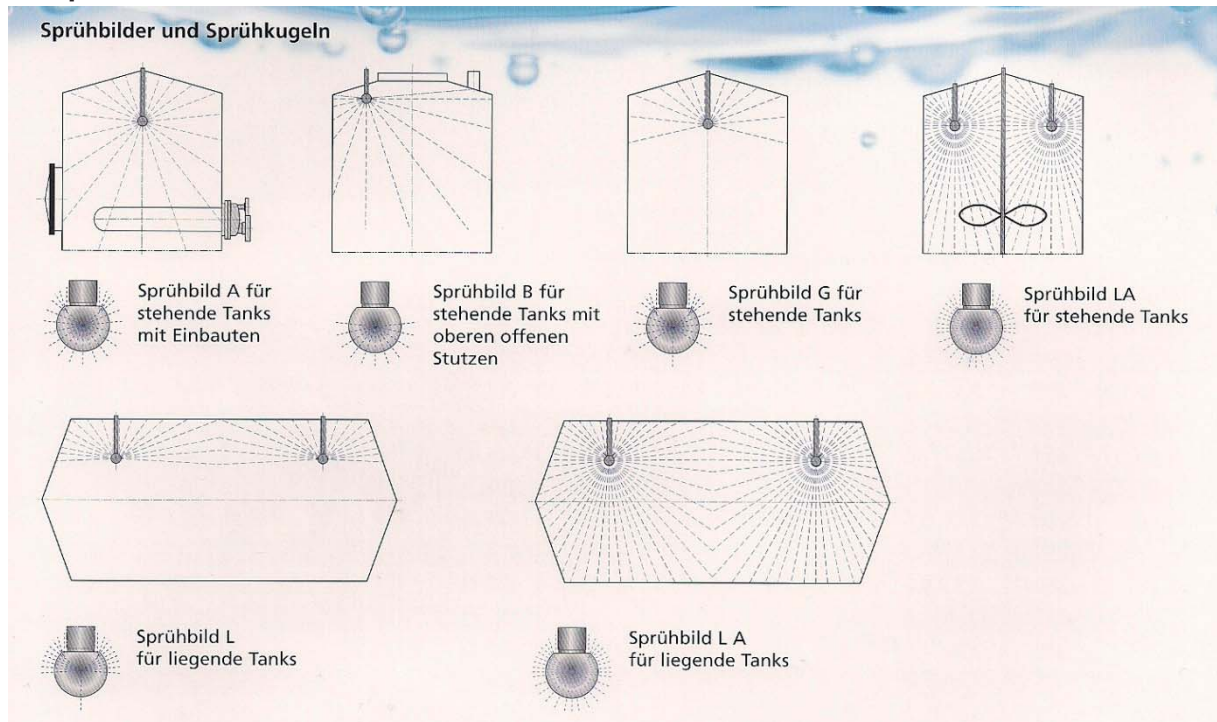 Sprühbilder und Sprühkugeln
Sprühbild A für
stehende Tanks
mit Einbauten
Sprühbild B für
stehende Tanks mit
oberen offenen
Stutzen
Sprühbild G für
stehende Tanks
Sprühbild LA
für stehende Tanks
Sprühbild L
für liegende Tanks
Sprühbild L A
für liegende Tanks